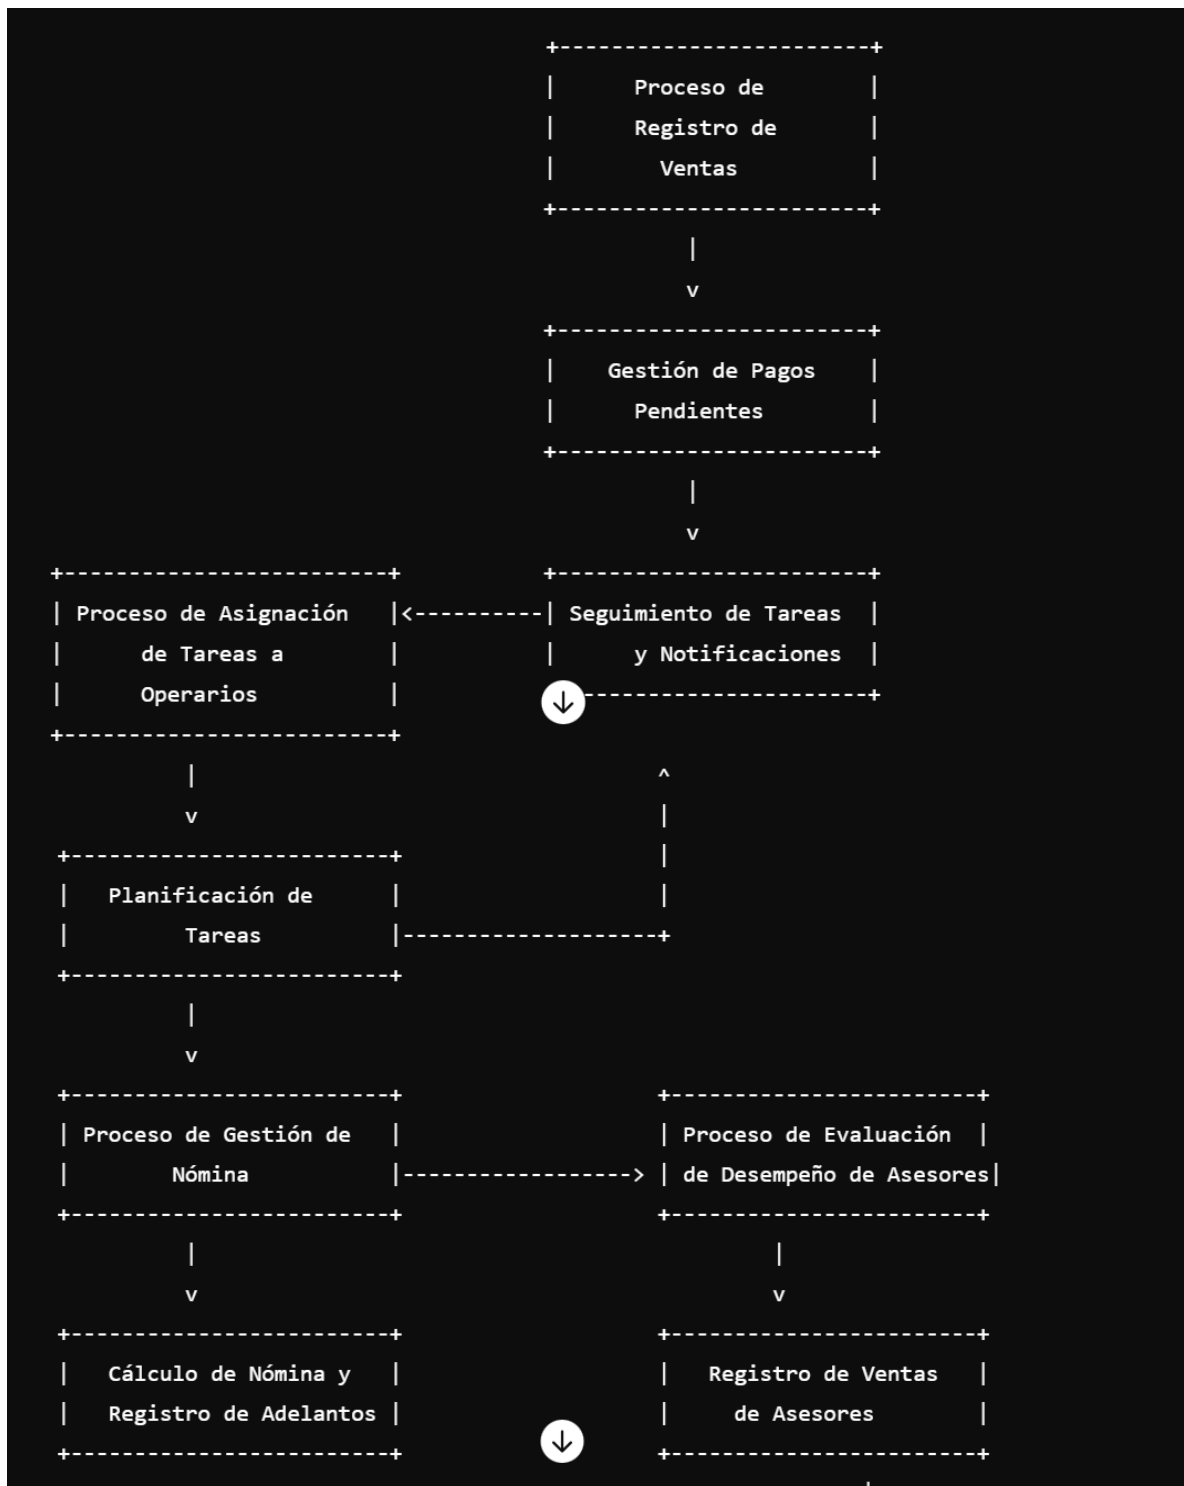 +------------------------+
|      Proceso de        |
|      Registro de       |
|        Ventas          |
+------------------------+
|
v
+------------------------+
|    Gestión de Pagos    |
|      Pendientes        |
+------------------------+
|
v
+-------------------------+           +------------------------+
| Proceso de Asignación   |<----------| Seguimiento de Tareas  |
|      de Tareas a        |           |      y Notificaciones  |
|      Operarios          |           ------------------------+
+-------------------------+
|                                    ^
v                                    |
+-------------------------+                    |
|   Planificación de      |                    |
|         Tareas          |--------------------+
+-------------------------+
|
v
+-------------------------+                    +------------------------+
| Proceso de Gestión de   |                    | Proceso de Evaluación  |
|        Nómina           |------------------> | de Desempeño de Asesores|
+-------------------------+                    +------------------------+
|                                             |
v                                             v
+-------------------------+                    +------------------------+
|   Cálculo de Nómina y   |                    |   Registro de Ventas   |
|   Registro de Adelantos |                    |     de Asesores        |
+-------------------------+                    +------------------------+